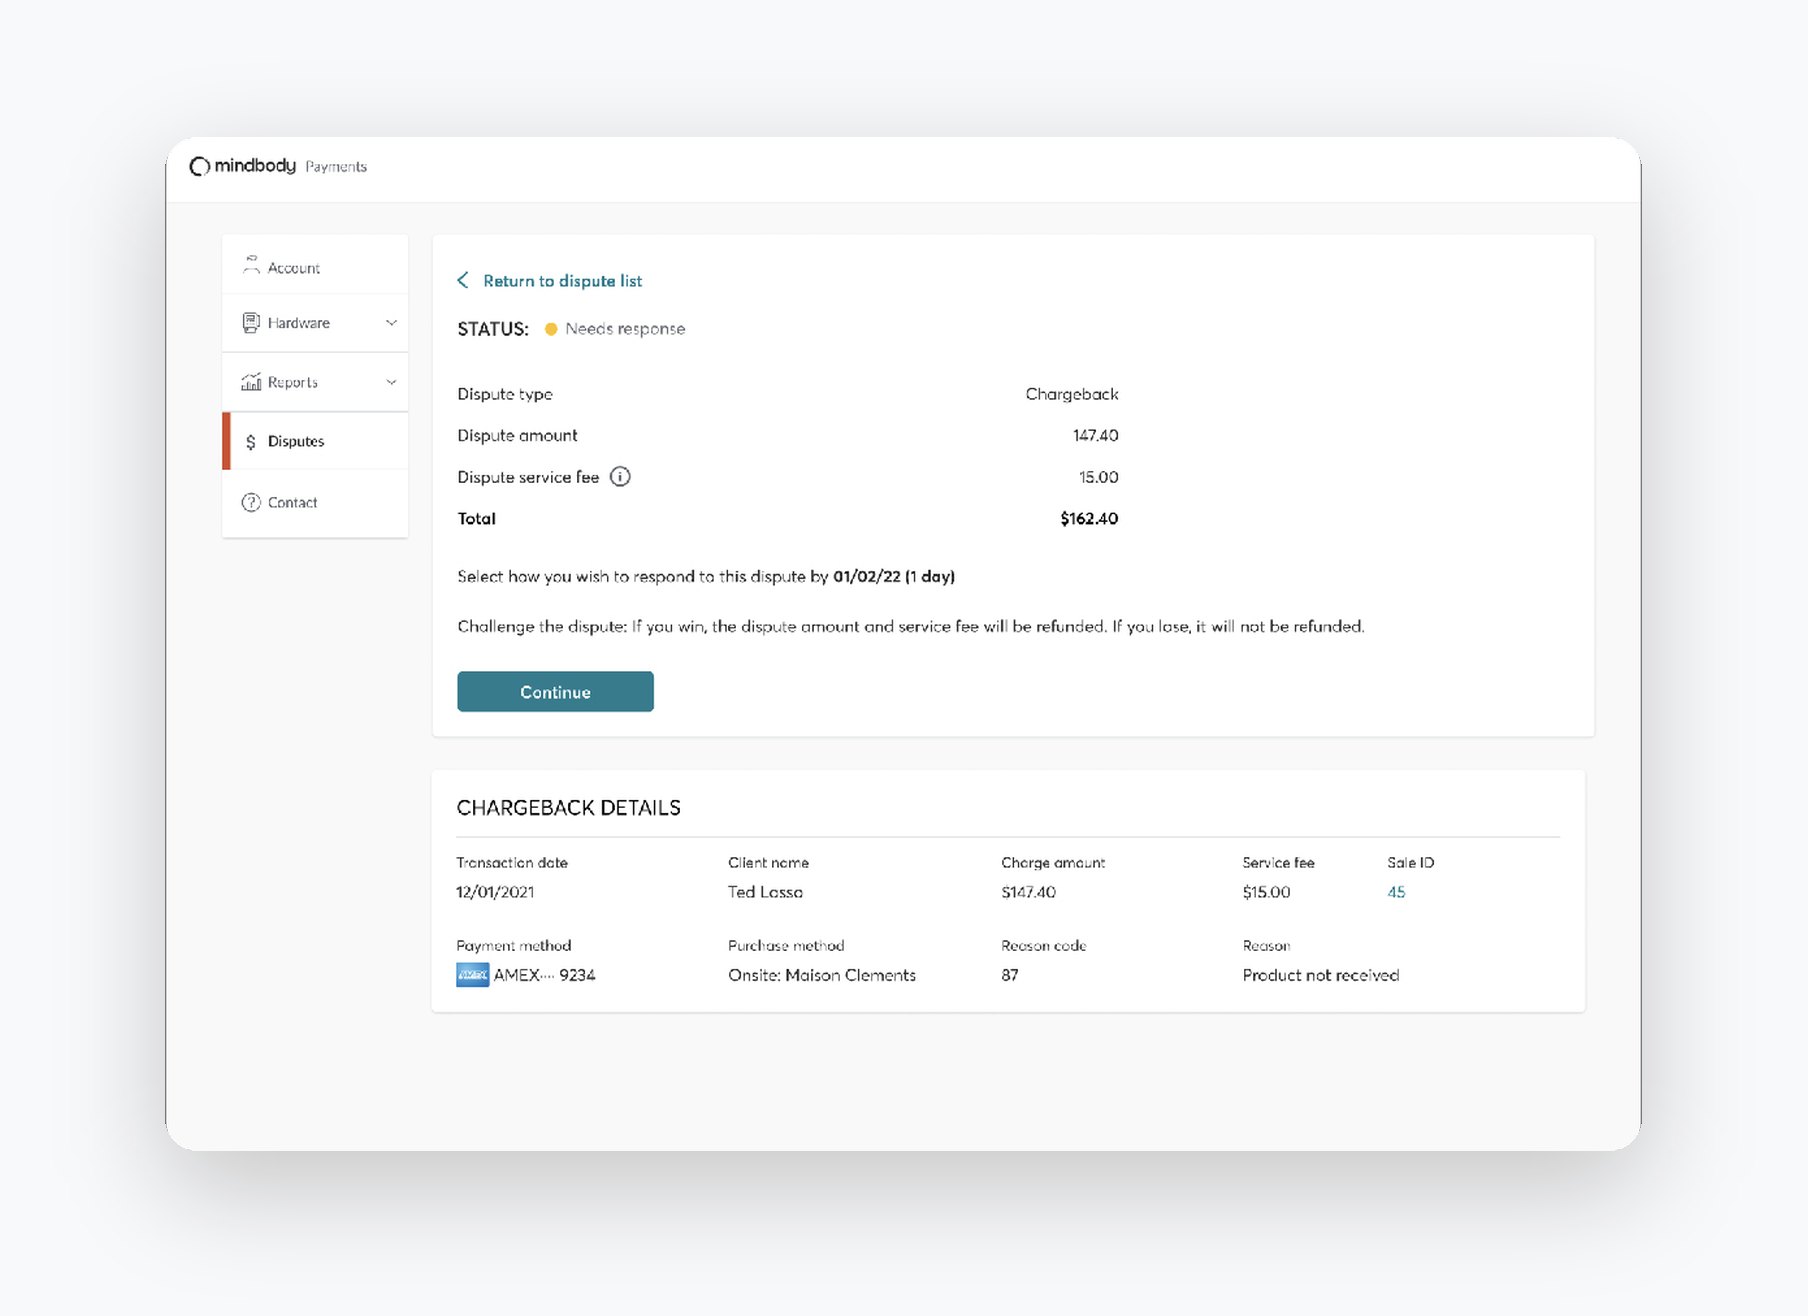 mindbody Payments
Account
Hardware
Reports
$ Disputes
Contact
Return to dispute list
STATUS: Needs response
Dispute type Chargeback
Dispute amount 147.40
Dispute service fee 15.00
Total $162.40
Select how you wish to respond to this dispute by 01/02/22 (1 day)
Challenge the dispute: If you win, the dispute amount and service fee will be refunded. If you lose, it will not be refunded.
Continue
CHARGEBACK DETAILS
Transaction date Client name Charge amount Service fee Sale ID
12/01/2021 Ted Lasso $147.40 $15.00 45
Payment method Purchase method Reason code Reason
AMEX AMEX···· 9234 Onsite: Maison Clements 87 Product not received